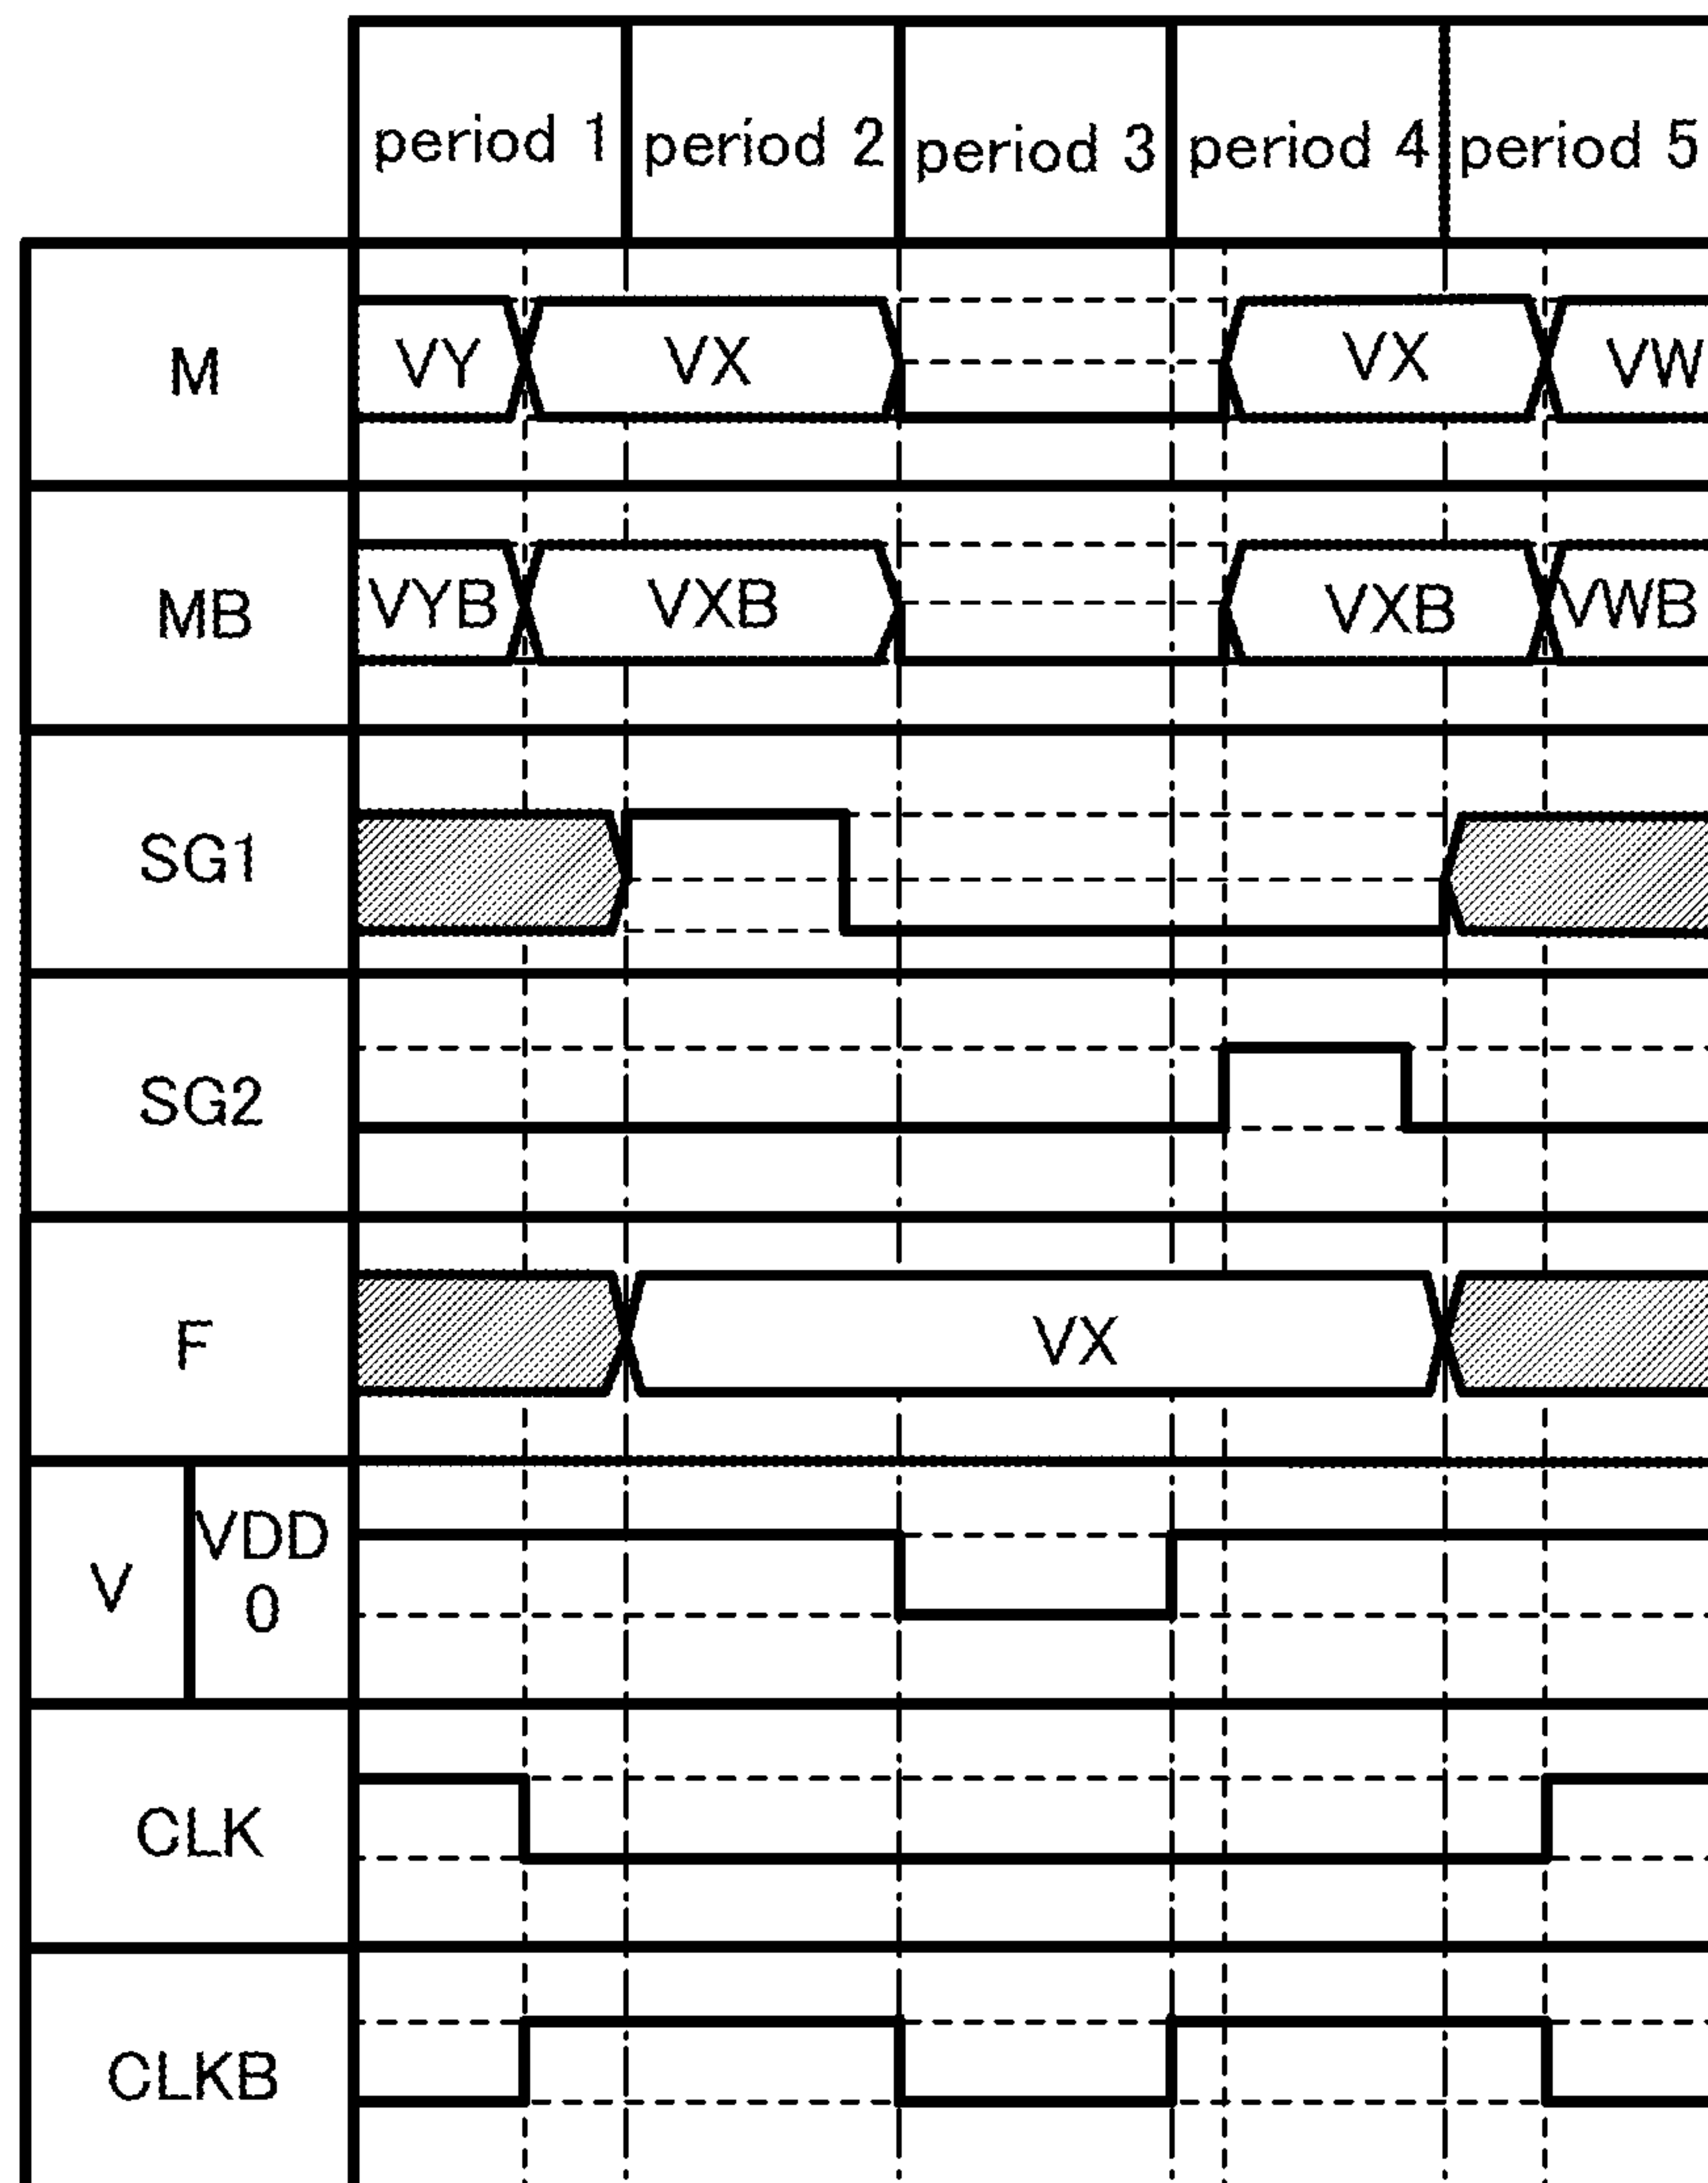 period 1 period 2 period 3 period 4 period 5
M VY VX VX VW
MB VYB VXB VXB VWB
SG1
SG2
F VX
V VDD
0
CLK
CLKB